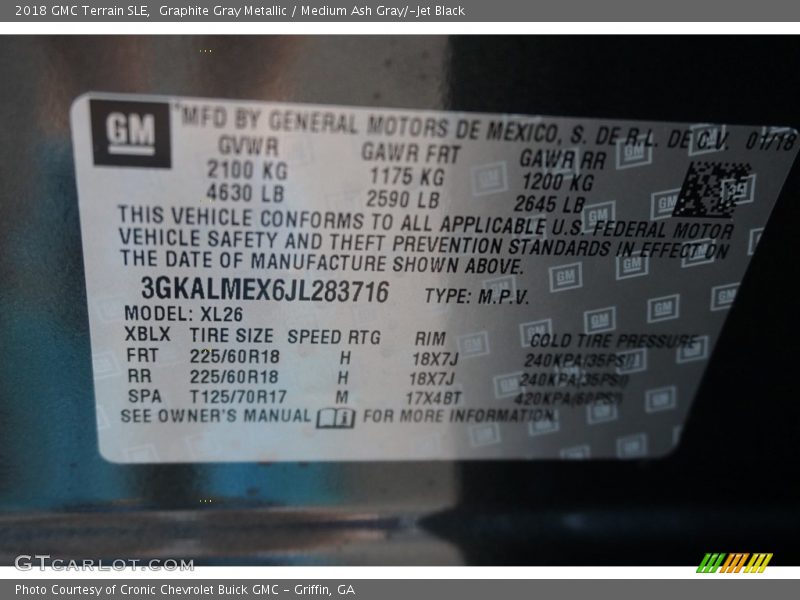 2018 GMC Terrain SLE,  Graphite Gray Metallic / Medium Ash Gray/­Jet Black
GM
*MFD BY GENERAL MOTORS DE MEXICO, S. DE R.L. DE C.V. 01/18
GVWR GAWR FRT GAWR RR
2100 KG 1175 KG 1200 KG
4630 LB 2590 LB 2645 LB
THIS VEHICLE CONFORMS TO ALL APPLICABLE U.S. FEDERAL MOTOR
VEHICLE SAFETY AND THEFT PREVENTION STANDARDS IN EFFECT ON
THE DATE OF MANUFACTURE SHOWN ABOVE.
3GKALMEX6JL283716 TYPE: M.P.V.
MODEL: XL26
XBLX TIRE SIZE SPEED RTG RIM COLD TIRE PRESSURE
FRT 225/60R18 H 18X7J 240KPA/35PSI
RR 225/60R18 H 18X7J 240KPA/35PSI
SPA T125/70R17 M 17X4BT 420KPA/60PSI
SEE OWNER'S MANUAL FOR MORE INFORMATION
GTCARLOT.COM
Photo Courtesy of Cronic Chevrolet Buick GMC - Griffin, GA